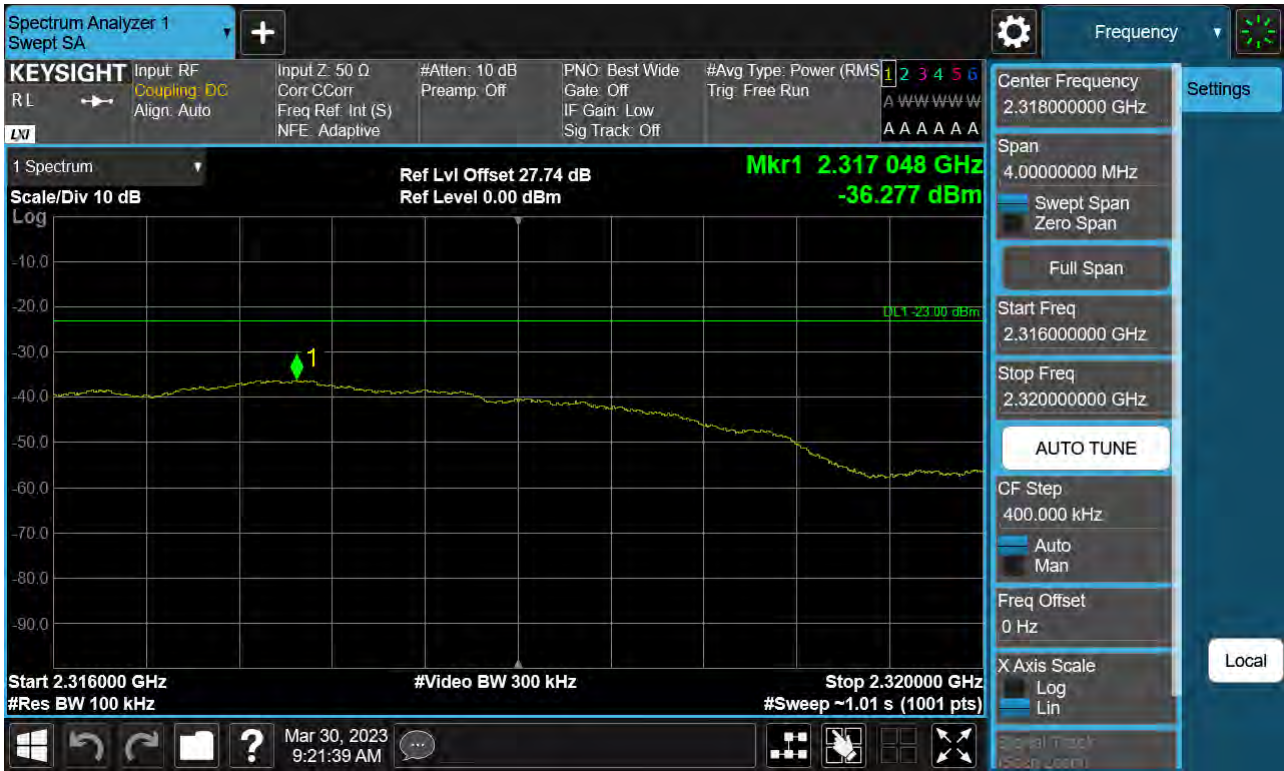 Spectrum Analyzer 1
Swept SA
Frequency
KEYSIGHT
RL
LXI
Input: RF
Coupling: DC
Align: Auto
Input Z: 50 Ω
Corr CCorr
Freq Ref: Int (S)
NFE: Adaptive
#Atten: 10 dB
Preamp: Off
PNO: Best Wide
Gate: Off
IF Gain: Low
Sig Track: Off
#Avg Type: Power (RMS
Trig: Free Run
1 2 3 4 5 6
A W W W W W
A A A A A A
1 Spectrum
Scale/Div 10 dB
Log
Ref Lvl Offset 27.74 dB
Ref Level 0.00 dBm
Mkr1 2.317 048 GHz
-36.277 dBm
-10.0
-20.0
DL1 -23.00 dBm
-30.0
1
-40.0
-50.0
-60.0
-70.0
-80.0
-90.0
Start 2.316000 GHz
#Video BW 300 kHz
Stop 2.320000 GHz
#Res BW 100 kHz
#Sweep ~1.01 s (1001 pts)
Center Frequency
2.318000000 GHz
Settings
Span
4.00000000 MHz
Swept Span
Zero Span
Full Span
Start Freq
2.316000000 GHz
Stop Freq
2.320000000 GHz
AUTO TUNE
CF Step
400.000 kHz
Auto
Man
Freq Offset
0 Hz
X Axis Scale
Log
Lin
Local
Signal Track
(Span Zoom)
?
Mar 30, 2023
9:21:39 AM